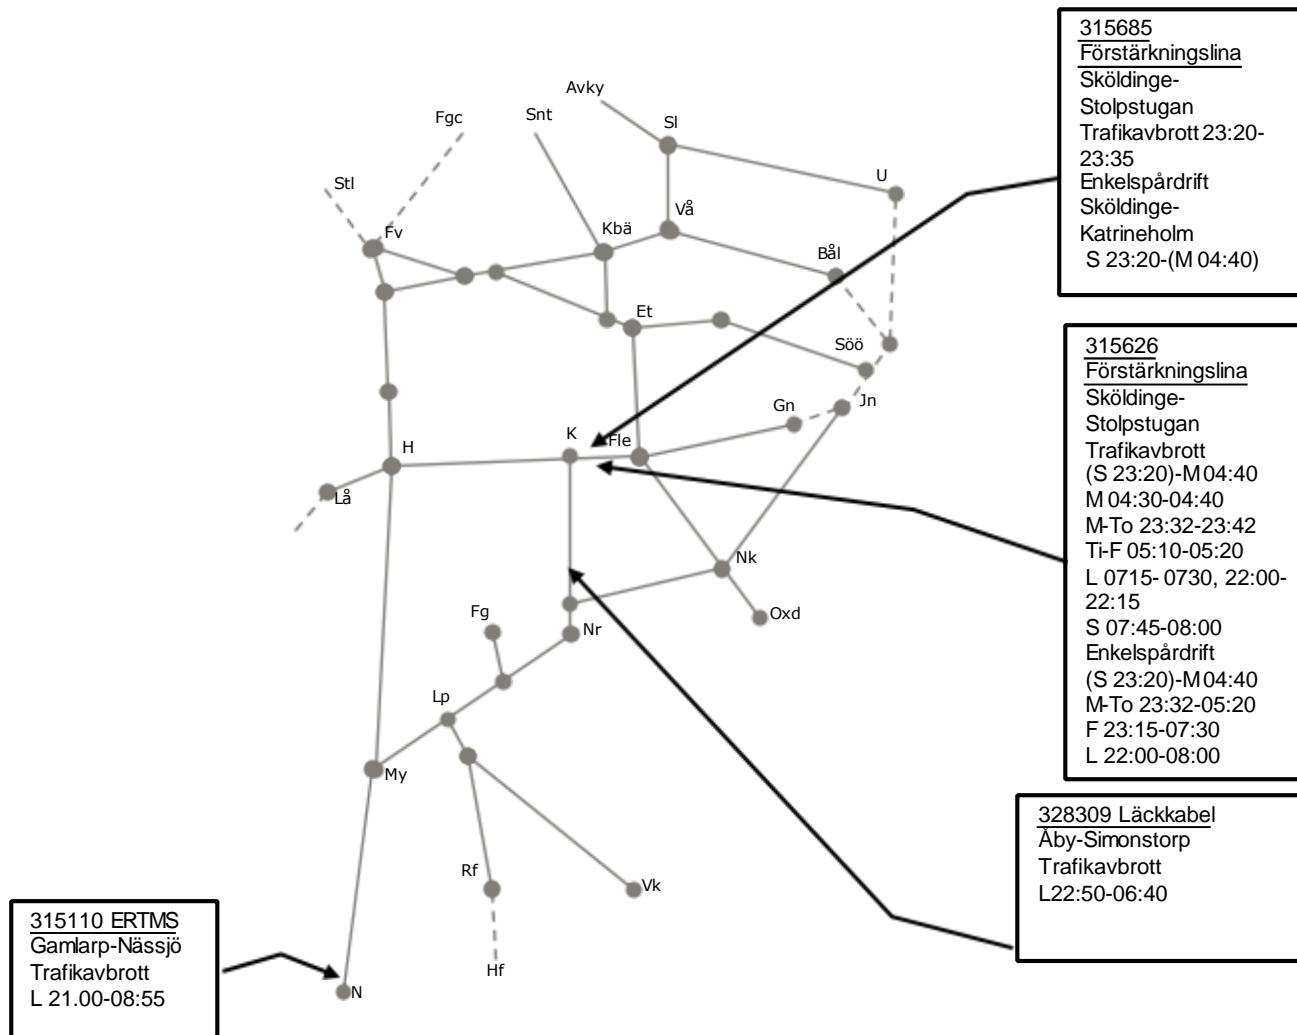 315685
Förstärkningslina
Sköldinge-
Stolpstugan
Trafikavbrott 23:20-
23:35
Enkelspårdrift
Sköldinge-
Katrineholm
S 23:20-(M 04:40)
Avky
Fgc
Snt
Sl
Stl
U
Fv
Kbä
Vå
Bål
Et
Söö
Gn
Jn
H
K
Fle
Lå
Nk
Oxd
Fg
Nr
Lp
My
Rf
Vk
Hf
N
315626
Förstärkningslina
Sköldinge-
Stolpstugan
Trafikavbrott
(S 23:20)-M 04:40
M 04:30-04:40
M-To 23:32-23:42
Ti-F 05:10-05:20
L 0715- 0730, 22:00-
22:15
S 07:45-08:00
Enkelspårdrift
(S 23:20)-M 04:40
M-To 23:32-05:20
F 23:15-07:30
L 22:00-08:00
328309 Läckkabel
Åby-Simonstorp
Trafikavbrott
L22:50-06:40
315110 ERTMS
Gamlarp-Nässjö
Trafikavbrott
L 21.00-08:55